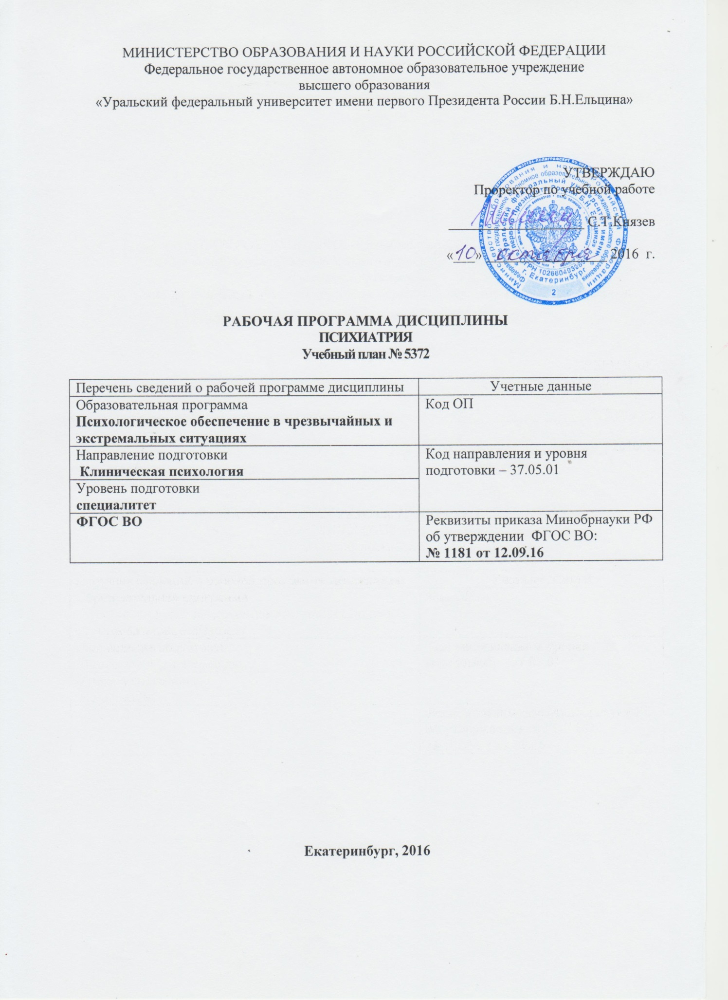 МИНИСТЕРСТВО ОБРАЗОВАНИЯ И НАУКИ РОССИЙСКОЙ ФЕДЕРАЦИИ
Федеральное государственное автономное образовательное учреждение
высшего образования
«Уральский федеральный университет имени первого Президента России Б.Н.Ельцина»
УТВЕРЖДАЮ
Проректор по учебной работе
С.Т.Князев
«10» октября 2016 г.
г. Екатеринбург
2
РАБОЧАЯ ПРОГРАММА ДИСЦИПЛИНЫ
ПСИХИАТРИЯ
Учебный план № 5372
Перечень сведений о рабочей программе дисциплины
Учетные данные
Образовательная программа
Психологическое обеспечение в чрезвычайных и
экстремальных ситуациях
Код ОП
Направление подготовки
Клиническая психология
Код направления и уровня
подготовки – 37.05.01
Уровень подготовки
специалитет
ФГОС ВО
Реквизиты приказа Минобрнауки РФ
об утверждении ФГОС ВО:
№ 1181 от 12.09.16
Екатеринбург, 2016